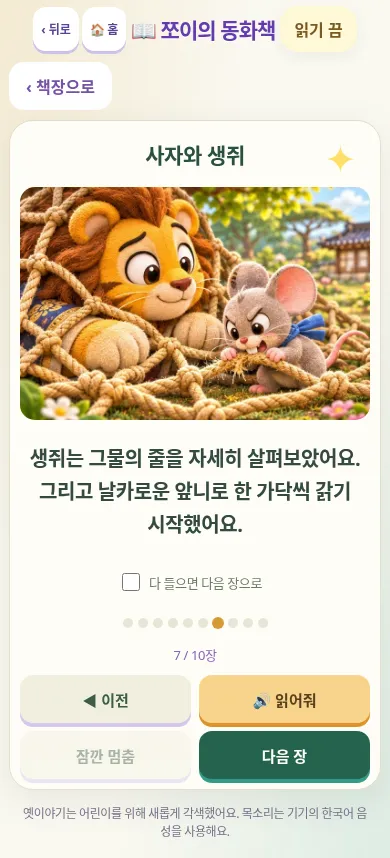 ‹ 뒤로
🏠 홈
📖 쪼이의 동화책
읽기 끔
‹ 책장으로
사자와 생쥐
생쥐는 그물의 줄을 자세히 살펴보았어요.
그리고 날카로운 앞니로 한 가닥씩 갉기
시작했어요.
다 들으면 다음 장으로
7 / 10장
◀ 이전
🔊 읽어줘
잠깐 멈춤
다음 장
옛이야기는 어린이를 위해 새롭게 각색했어요. 목소리는 기기의 한국어 음
성을 사용해요.